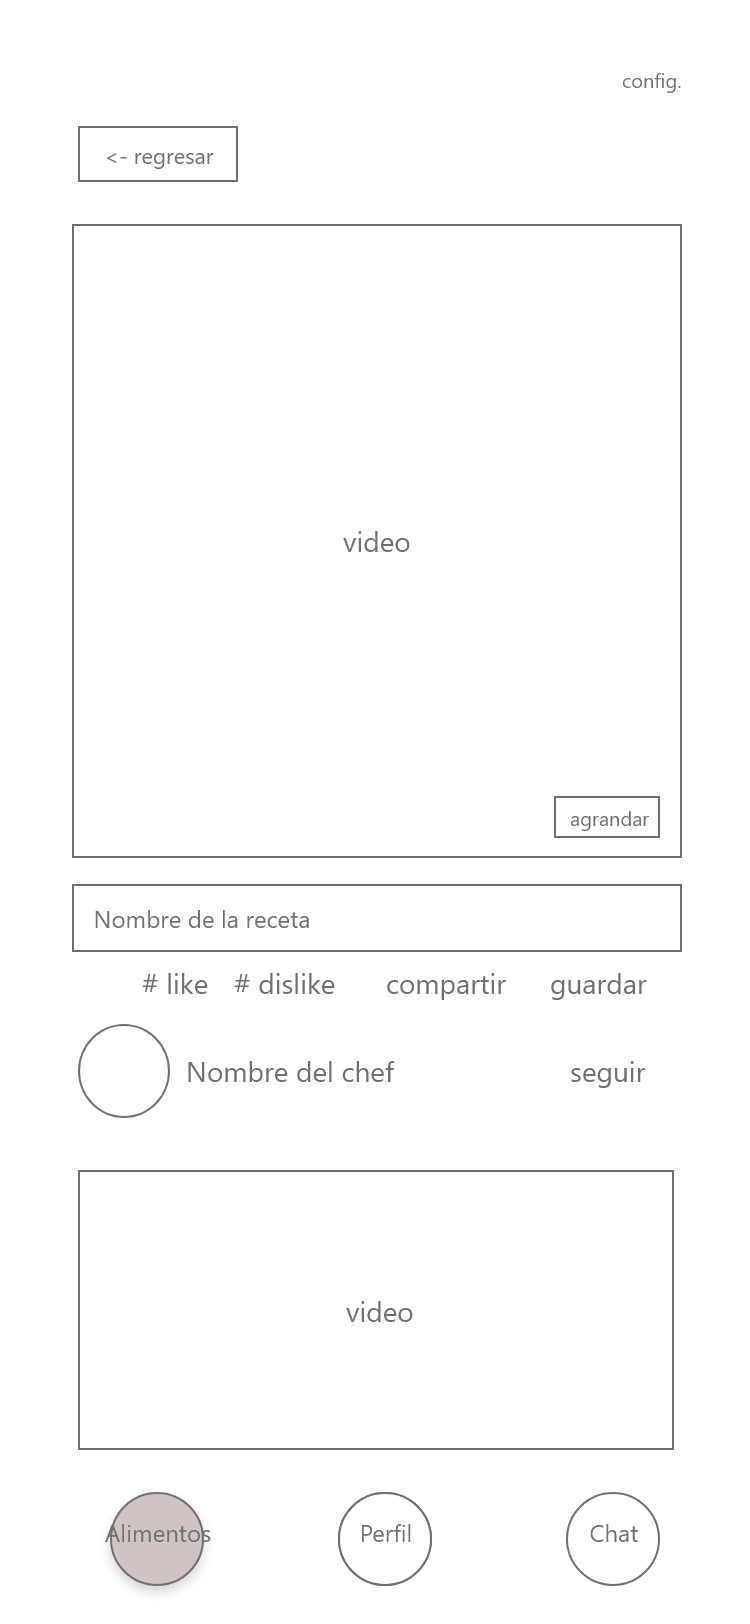 config.
<- regresar
video
agrandar
Nombre de la receta
# like # dislike compartir guardar
Nombre del chef seguir
video
Alimentos Perfil Chat